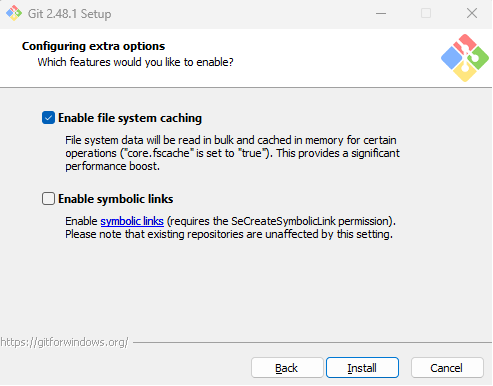 Git 2.48.1 Setup
Configuring extra options
Which features would you like to enable?
Enable file system caching
File system data will be read in bulk and cached in memory for certain
operations ("core.fscache" is set to "true"). This provides a significant
performance boost.
Enable symbolic links
Enable symbolic links (requires the SeCreateSymbolicLink permission).
Please note that existing repositories are unaffected by this setting.
https://gitforwindows.org/
Back
Install
Cancel